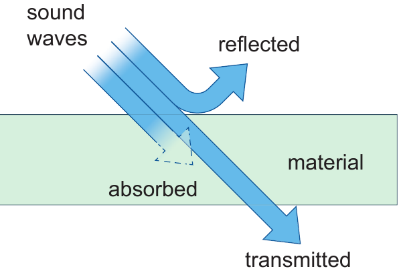 sound
waves
reflected
material
absorbed
transmitted